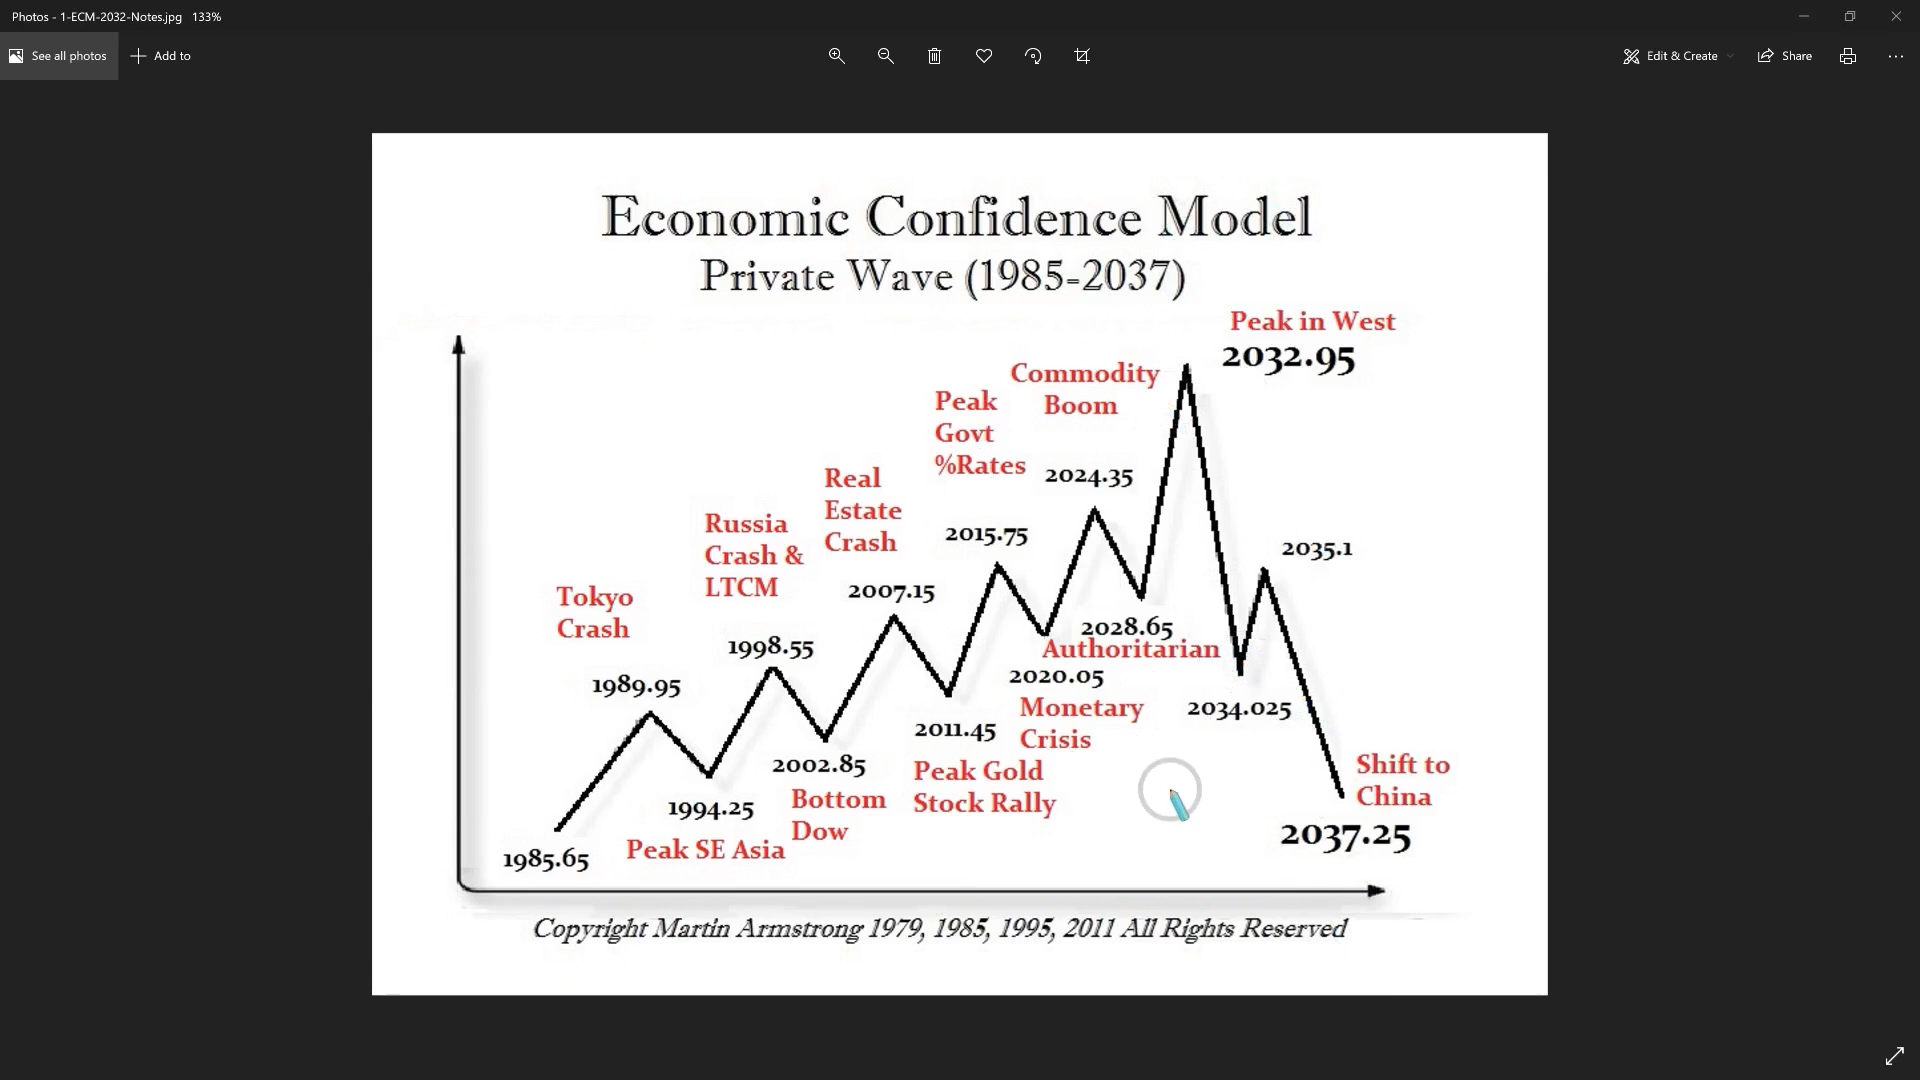 Photos - 1-ECM-2032-Notes.jpg 133%
See all photos
Add to
Edit & Create
Share
Economic Confidence Model
Private Wave (1985-2037)
Peak in West
2032.95
Commodity
Boom
Peak
Govt
%Rates
2024.35
Real
Estate
Crash
2015.75
Russia
Crash &
LTCM
2007.15
2035.1
Tokyo
Crash
1998.55
1989.95
2028.65
Authoritarian
2020.05
Monetary
Crisis
2034.025
2011.45
Peak Gold
Stock Rally
2002.85
Bottom
Dow
1994.25
Peak SE Asia
1985.65
Shift to
China
2037.25
Copyright Martin Armstrong 1979, 1985, 1995, 2011 All Rights Reserved